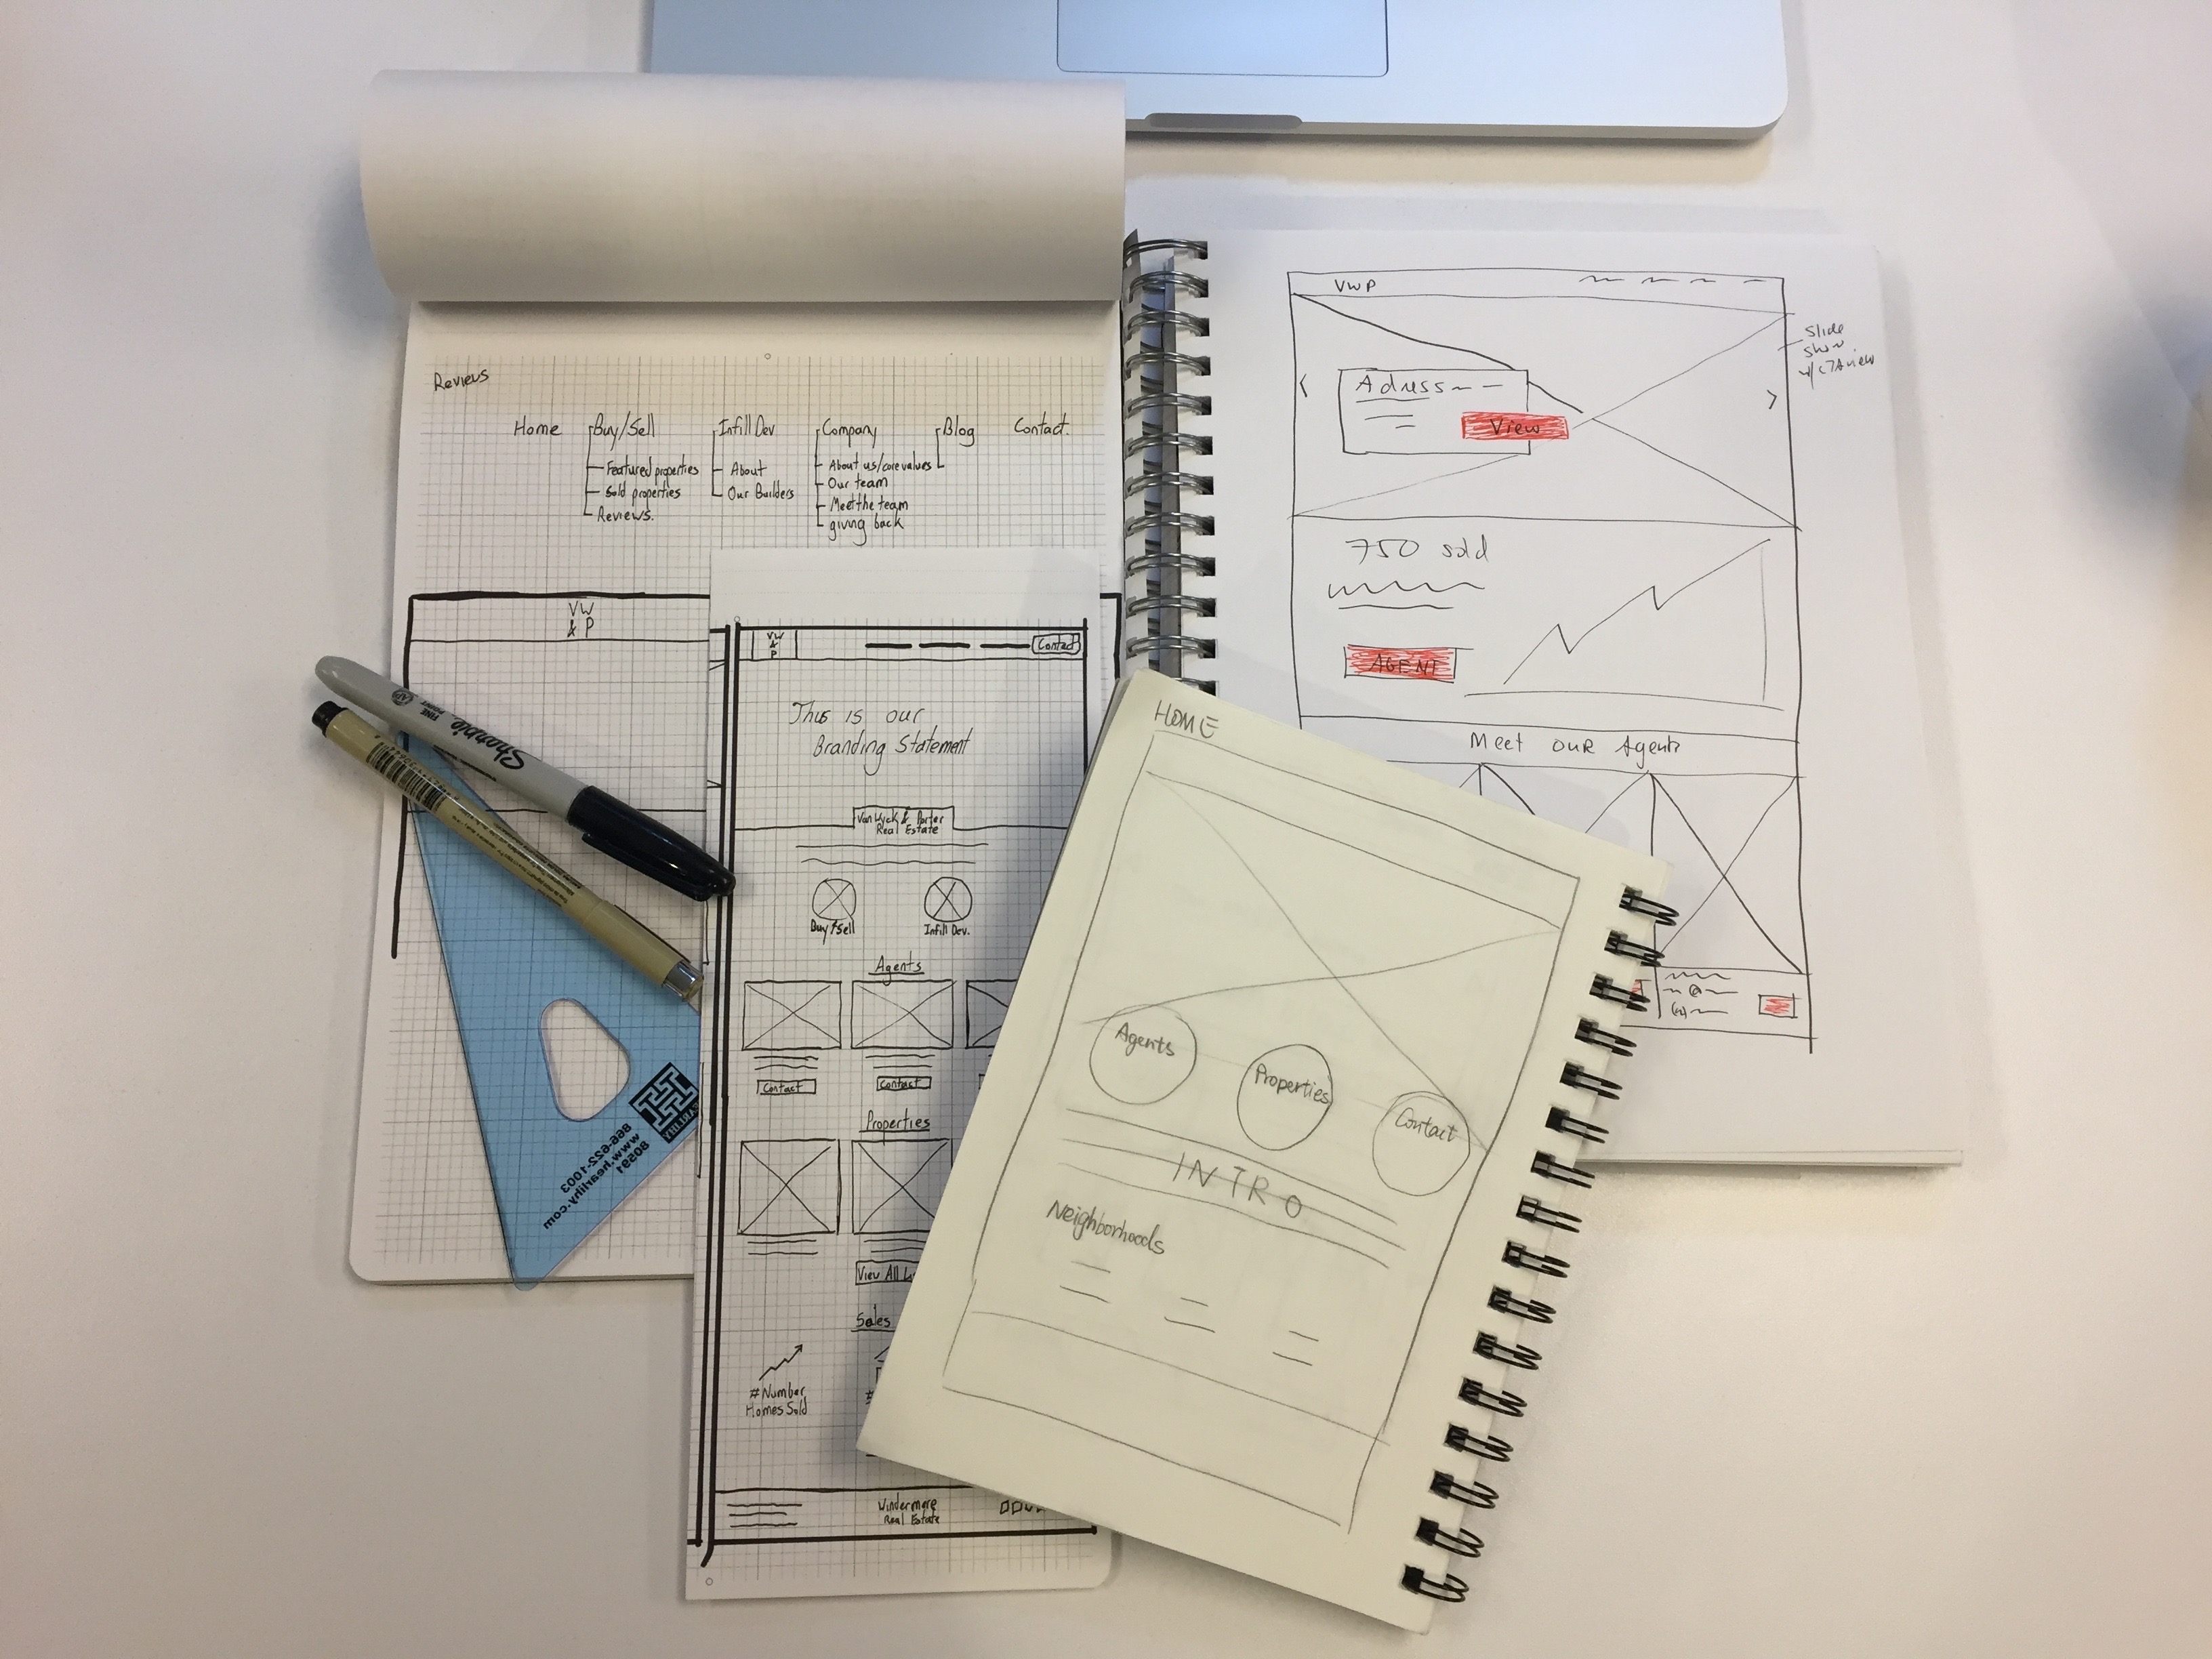 Reviews
Home Buy/Sell Infill Dev Company Blog Contact.
Featured properties
Sold properties
Reviews.
About
Our Builders
About us/core values
Our team
Meet the team
giving back
VW
& P
VW
&
P
Contact
This is our
Branding Statement
Van Wyck & Porter
Real Estate
Buy & Sell
Infill Dev.
Agents
Contact
Contact
Properties
View All
Sales
# Number
Homes Sold
Windermere
Real Estate
Sharpie
FINE
POINT
866-622-1003
www.hearlihy.com
80591
VWP
Slide
Show
w/ CTA view
Adress
View
750 sold
AGENT
Meet OUR Agents
HOME
Agents
Properties
Contact
INTRO
Neighborhoods